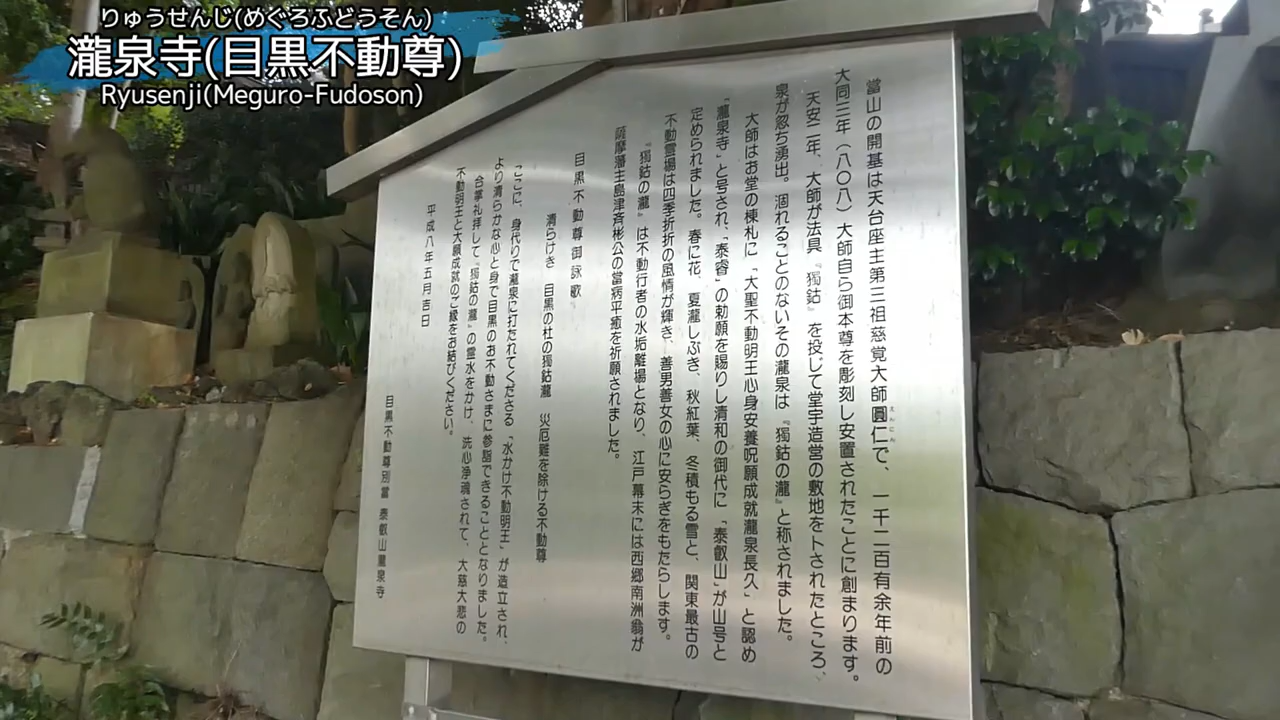 りゅうせんじ(めぐろふどうそん)
瀧泉寺(目黒不動尊)
Ryusenji(Meguro-Fudoson)
當山の開基は天台座主第三祖慈覚大師圓仁で、一千二百有余年前の
えんにん
大同三年(八〇八)大師自ら御本尊を彫刻し安置されたことに創まります。
天安二年、大師が法具『獨鈷』を投じて堂宇造営の敷地を卜されたところ、
泉が忽ち湧出。涸れることのないその瀧泉は『獨鈷の瀧』と称されました。
大師はお堂の棟札に「大聖不動明王心身安養呪願成就瀧泉長久」と認め
「瀧泉寺」と号され、「泰睿」の勅願を賜りし清和の御代に「泰叡山」が山号と
定められました。春に花、夏瀧しぶき、秋紅葉、冬積もる雪と、関東最古の
不動霊場は四季折折の風情が輝き、善男善女の心に安らぎをもたらします。
『獨鈷の瀧』は不動行者の水垢離場となり、江戸幕末には西郷南洲翁が
薩摩藩主島津斉彬公の當病平癒を祈願されました。
目黒不動尊御詠歌
清らけき 目黒の杜の獨鈷瀧 災厄難を除ける不動尊
「ここに、身代りで瀧泉に打たれてくださる「水かけ不動明王」が造立され、
より清らかな心と身で目黒のお不動さまに参詣できることとなりました。
合掌礼拝して『獨鈷の瀧』の霊水をかけ、洗心浄魂されて、大慈大悲の
不動明王と大願成就のご縁をお結びください。
平成八年五月吉日
目黒不動尊別當 泰叡山瀧泉寺